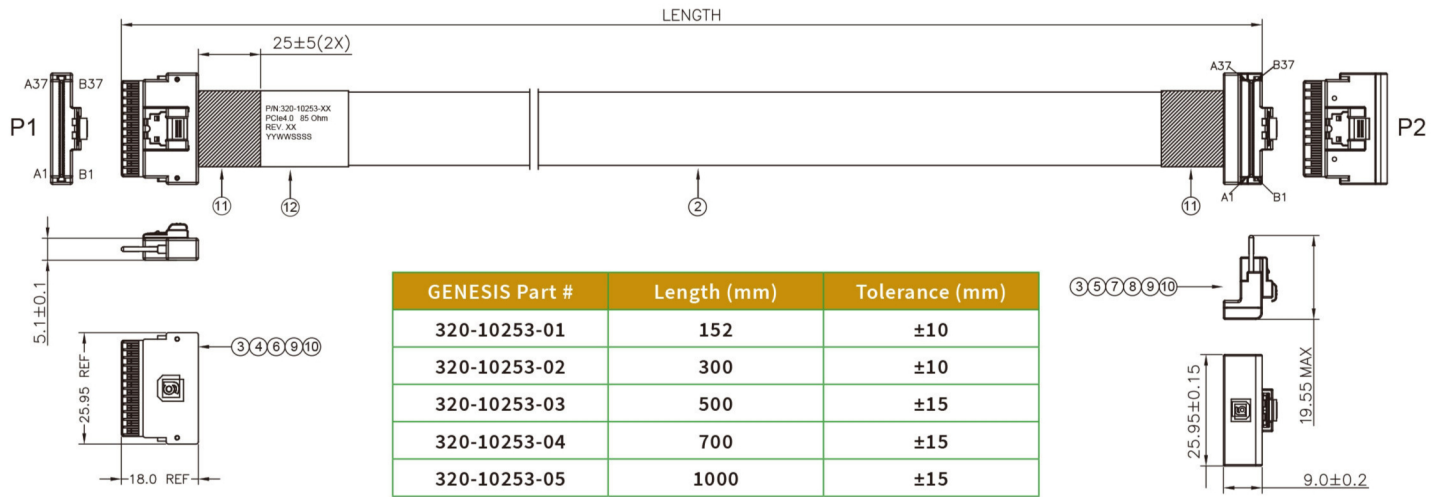 LENGTH
25±5(2X)
A37 B37
P1
A1 B1
P/N:320-10253-XX
PCIe4.0 85 Ohm
REV. XX
YYWWSSSS
11
12
2
11
A37 B37
A1 B1
P2
5.1±0.1
25.95 REF
18.0 REF
3 4 6 9 10
GENESIS Part # Length (mm) Tolerance (mm)
320-10253-01 152 ±10
320-10253-02 300 ±10
320-10253-03 500 ±15
320-10253-04 700 ±15
320-10253-05 1000 ±15
3 5 7 8 9 10
19.55 MAX
25.95±0.15
9.0±0.2